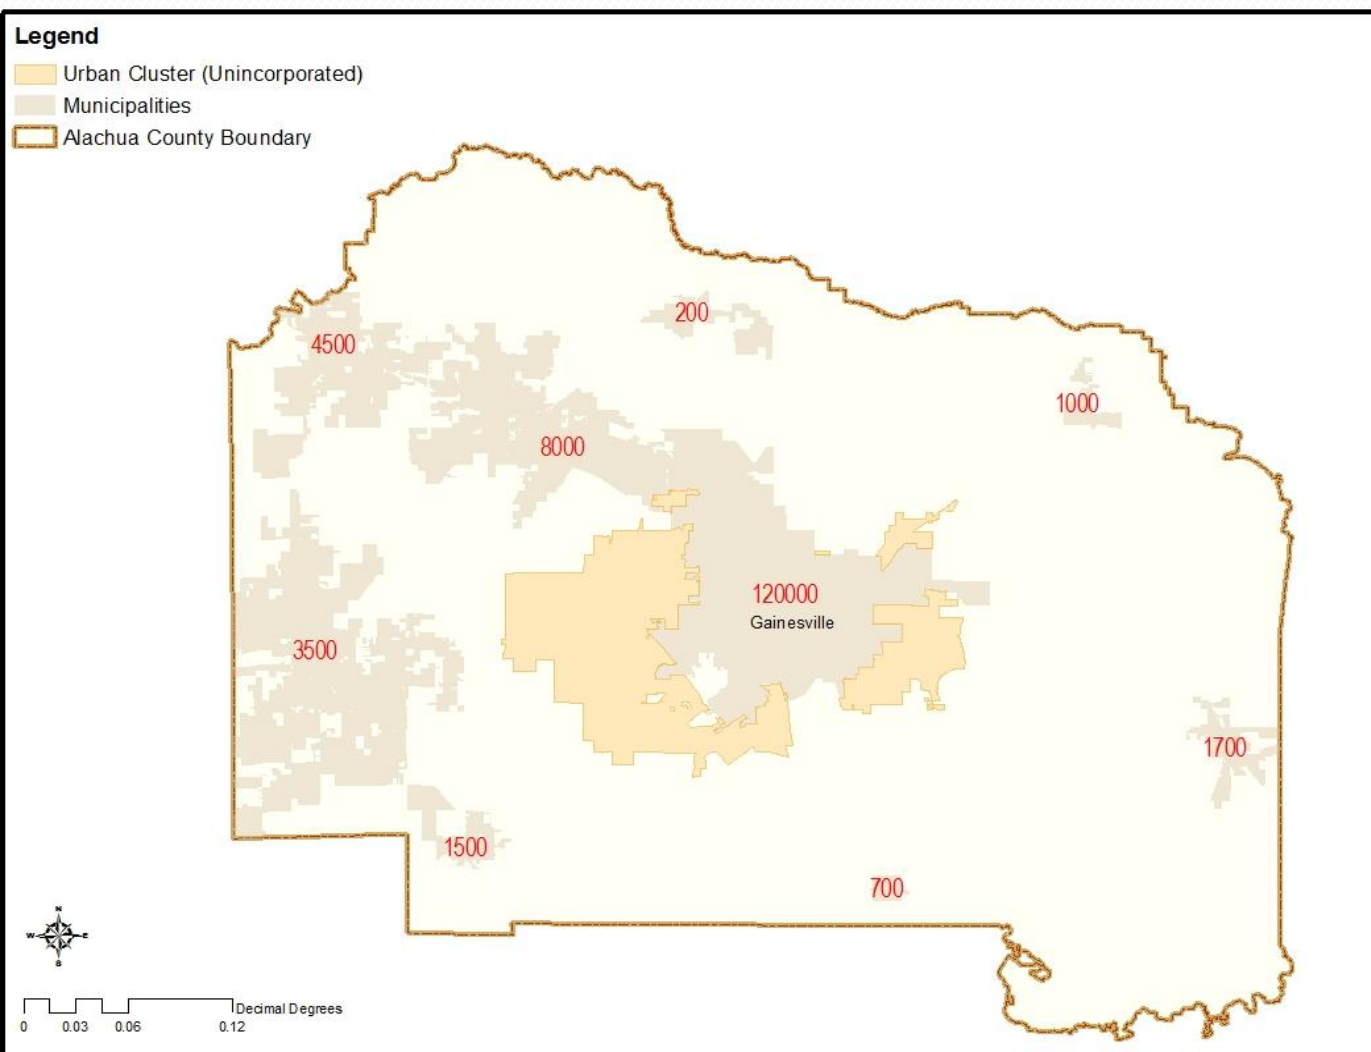 Legend
Urban Cluster (Unincorporated)
Municipalities
Alachua County Boundary
200
4500
1000
8000
120000
Gainesville
3500
1700
1500
700
N
W E
S
Decimal Degrees
0 0.03 0.06 0.12